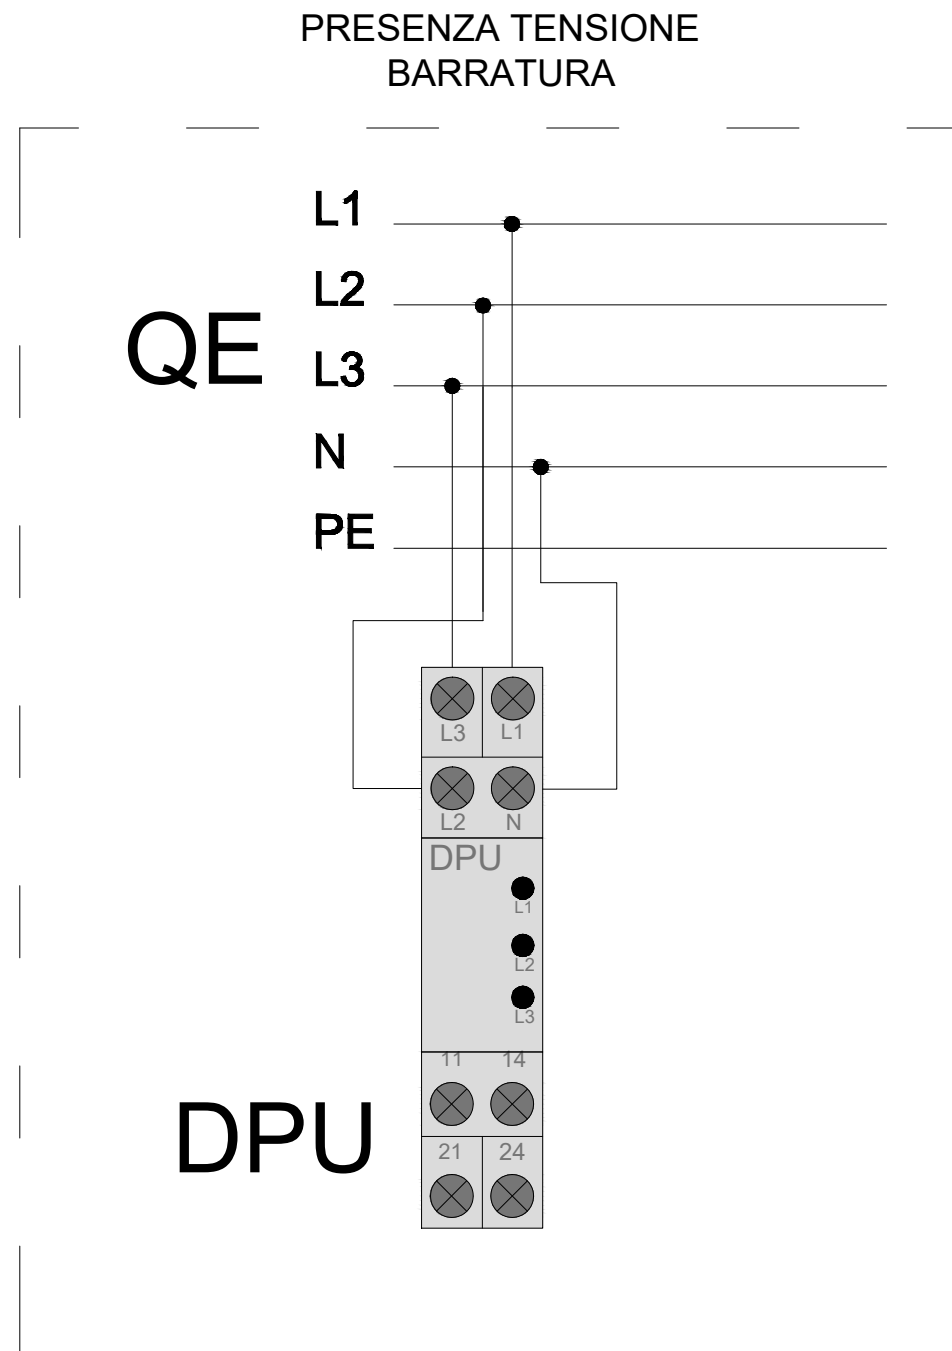 PRESENZA TENSIONE
BARRATURA
L1
L2
QE
L3
N
PE
L3 L1
L2 N
DPU
L1
L2
L3
11 14
DPU
21 24